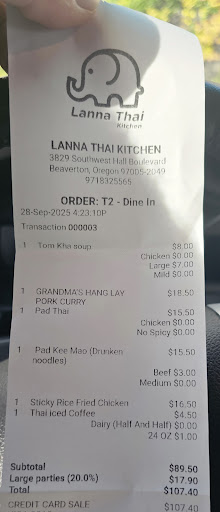 Lanna Thai
Kitchen
LANNA THAI KITCHEN
3829 Southwest Hall Boulevard
Beaverton, Oregon 97005-2049
9718325565
ORDER: T2 - Dine In
28-Sep-2025 4:23:10P
Transaction 000003
1 Tom Kha soup $8.00
Chicken $0.00
Large $7.00
Mild $0.00
1 GRANDMA'S HANG LAY $18.50
PORK CURRY
1 Pad Thai $15.50
Chicken $0.00
No Spicy $0.00
1 Pad Kee Mao (Drunken $15.50
noodles)
Beef $3.00
Medium $0.00
1 Sticky Rice Fried Chicken $16.50
1 Thai iced Coffee $4.50
Dairy (Half And Half) $0.00
24 OZ $1.00
Subtotal $89.50
Large parties (20.0%) $17.90
Total $107.40
CREDIT CARD SALE $107.40